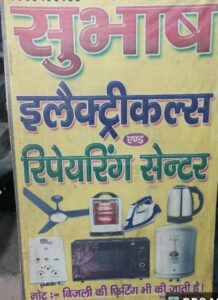 सुभाष
इलैक्ट्रीकल्स
एण्ड
रिपेयरिंग सेन्टर
नोट :- बिजली की फिटिंग भी की जाती है।